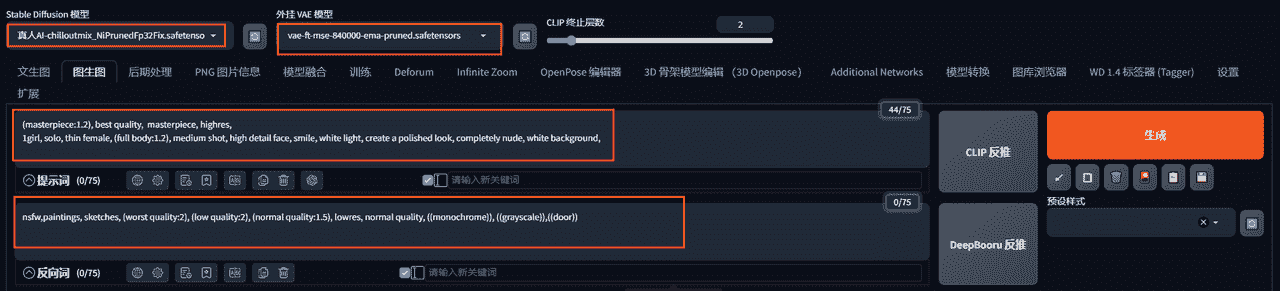 Stable Diffusion 模型
外挂 VAE 模型
CLIP 终止层数
2
真人AI-chilloutmix_NiPrunedFp32Fix.safetenso
vae-ft-mse-840000-ema-pruned.safetensors
文生图 图生图 后期处理 PNG 图片信息 模型融合 训练 Deforum Infinite Zoom OpenPose 编辑器 3D 骨架模型编辑 (3D Openpose) Additional Networks 模型转换 图库浏览器 WD 1.4 标签器 (Tagger) 设置
扩展
44/75
(masterpiece:1.2), best quality, masterpiece, highres,
1girl, solo, thin female, (full body:1.2), medium shot, high detail face, smile, white light, create a polished look, completely nude, white background,
CLIP 反推
生成
提示词 (0/75)
请输入新关键词
0/75
预设样式
nsfw,paintings, sketches, (worst quality:2), (low quality:2), (normal quality:1.5), lowres, normal quality, ((monochrome)), ((grayscale)),((door))
DeepBooru 反推
反向词 (0/75)
请输入新关键词